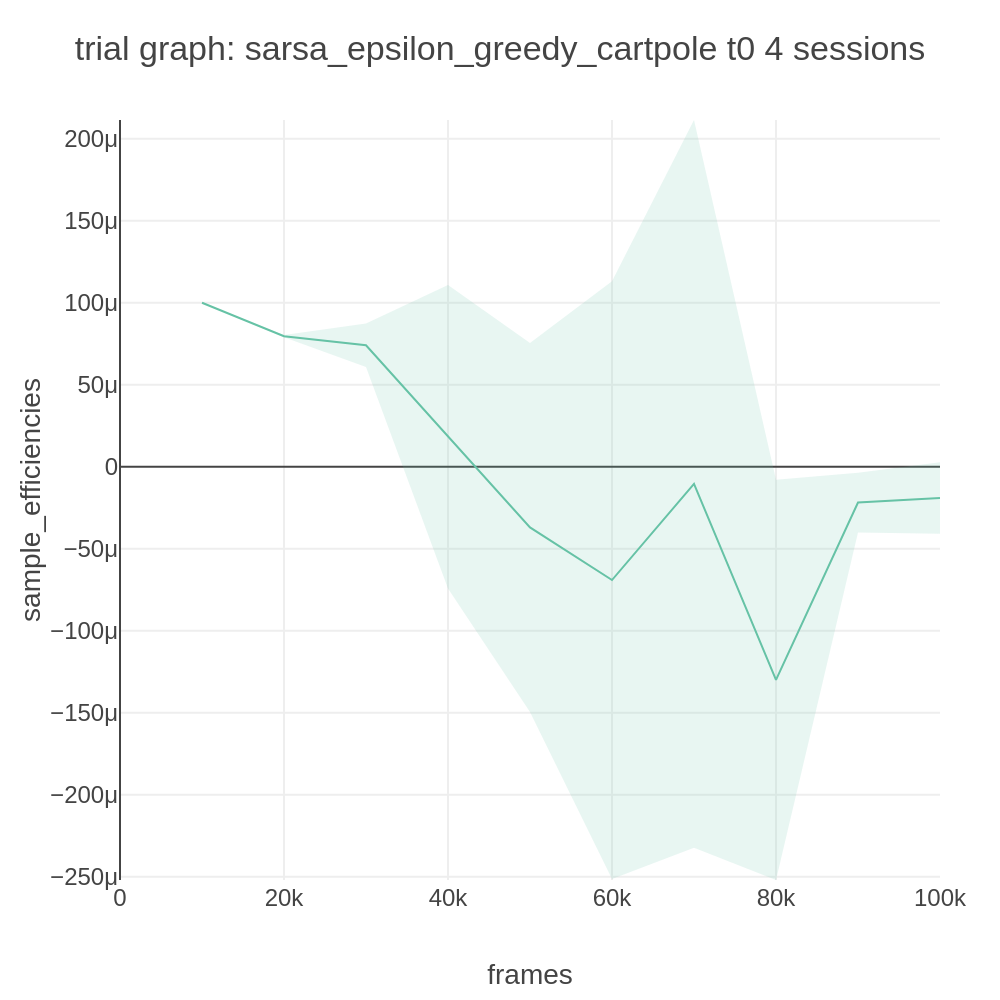 trial graph: sarsa_epsilon_greedy_cartpole t0 4 sessions
200μ
150μ
100μ
50μ
0
−50μ
−100μ
−150μ
−200μ
−250μ
sample_efficiencies
0 20k 40k 60k 80k 100k
frames